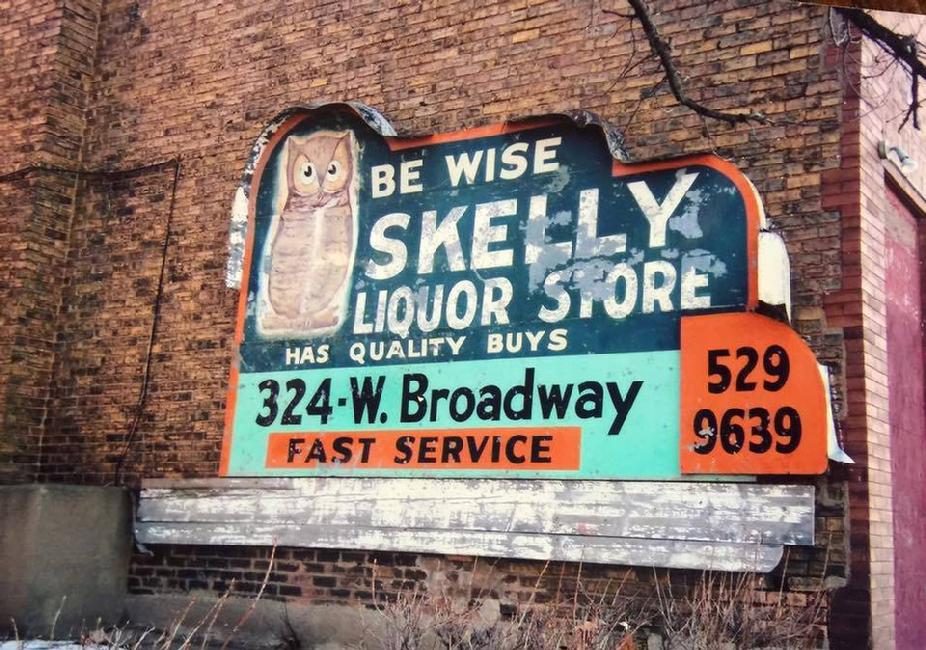 BE WISE
SKELLY
LIQUOR STORE
HAS QUALITY BUYS
324-W. Broadway
FAST SERVICE
529
9639